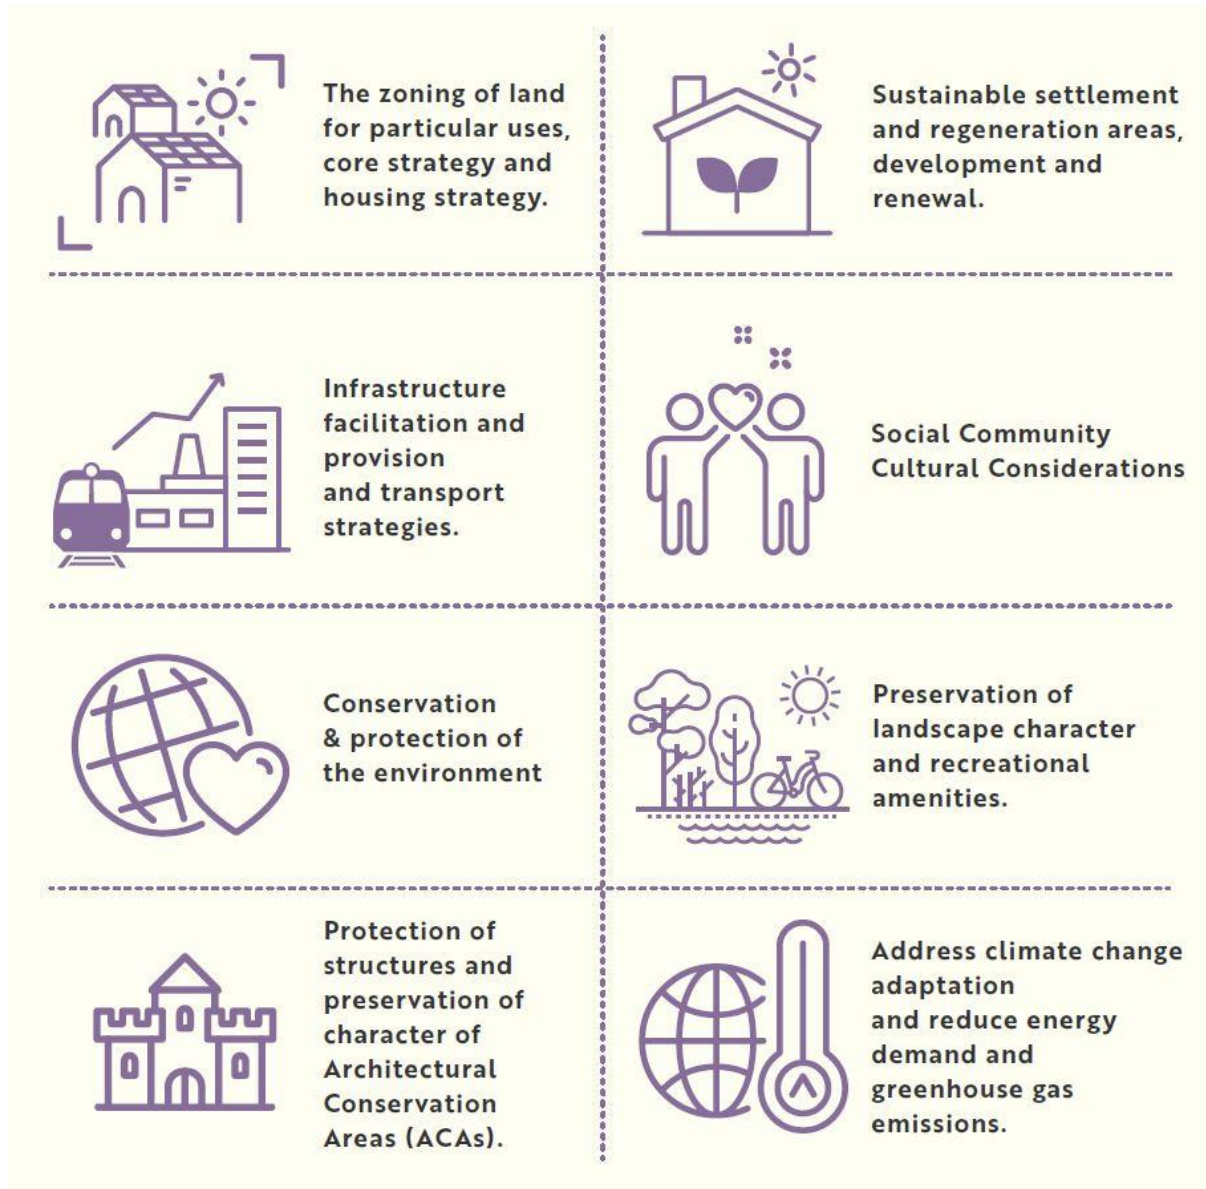 The zoning of land
for particular uses,
core strategy and
housing strategy.
Sustainable settlement
and regeneration areas,
development and
renewal.
Infrastructure
facilitation and
provision
and transport
strategies.
Social Community
Cultural Considerations
Conservation
& protection of
the environment
Preservation of
landscape character
and recreational
amenities.
Protection of
structures and
preservation of
character of
Architectural
Conservation
Areas (ACAs).
Address climate change
adaptation
and reduce energy
demand and
greenhouse gas
emissions.